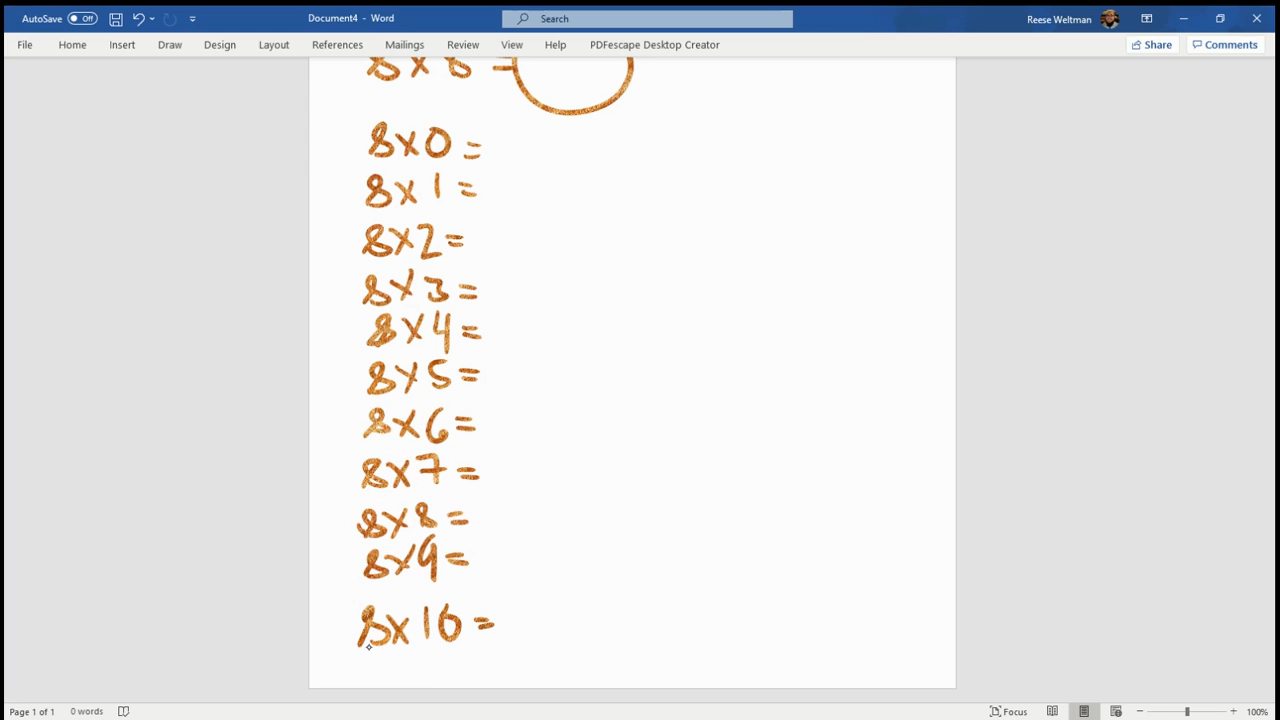 AutoSave Off Document4 - Word Search Reese Weltman
File Home Insert Draw Design Layout References Mailings Review View Help PDFescape Desktop Creator Share Comments
8x0=
8x1=
8x2=
8x3=
8x4=
8x5=
8x6=
8x7=
8x8=
8x9=
8x10=
Page 1 of 1 0 words Focus 100%